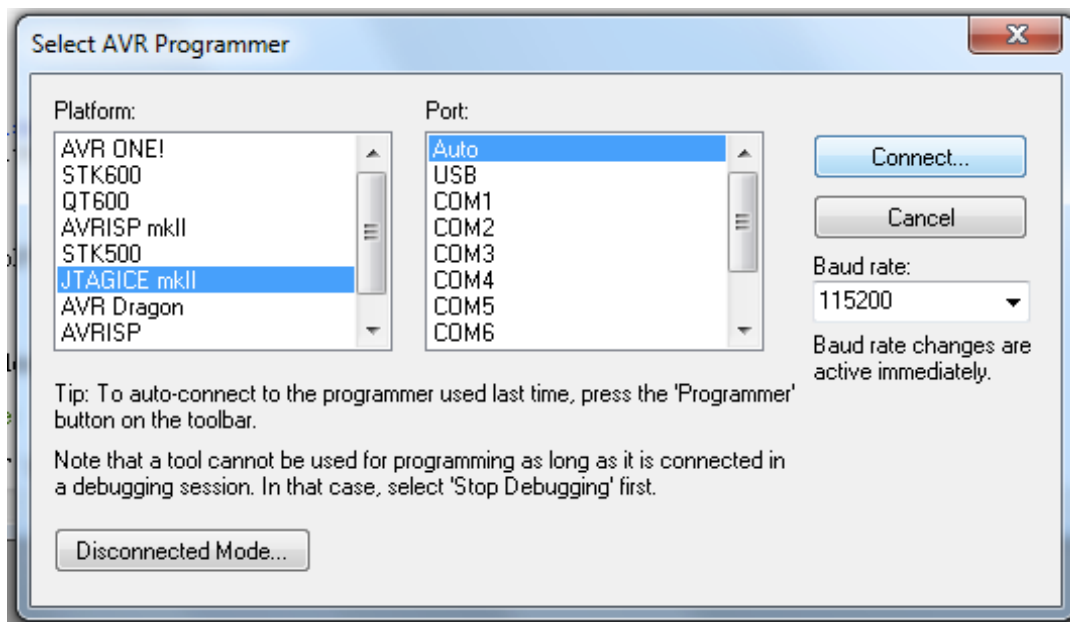 Select AVR Programmer
Platform:
AVR ONE!
STK600
QT600
AVRISP mkII
STK500
JTAGICE mkII
AVR Dragon
AVRISP
Port:
Auto
USB
COM1
COM2
COM3
COM4
COM5
COM6
Connect...
Cancel
Baud rate:
115200
Baud rate changes are
active immediately.
Tip: To auto-connect to the programmer used last time, press the 'Programmer'
button on the toolbar.
Note that a tool cannot be used for programming as long as it is connected in
a debugging session. In that case, select 'Stop Debugging' first.
Disconnected Mode...